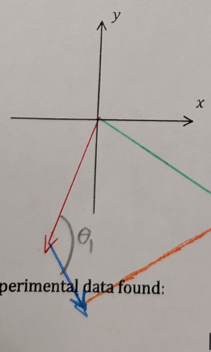 y
x
θ₁
perimental data found: